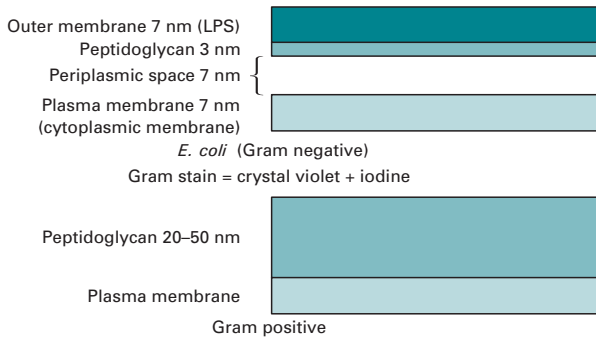 Outer membrane 7 nm (LPS)
Peptidoglycan 3 nm
Periplasmic space 7 nm
Plasma membrane 7 nm
(cytoplasmic membrane)
E. coli (Gram negative)
Gram stain = crystal violet + iodine
Peptidoglycan 20–50 nm
Plasma membrane
Gram positive